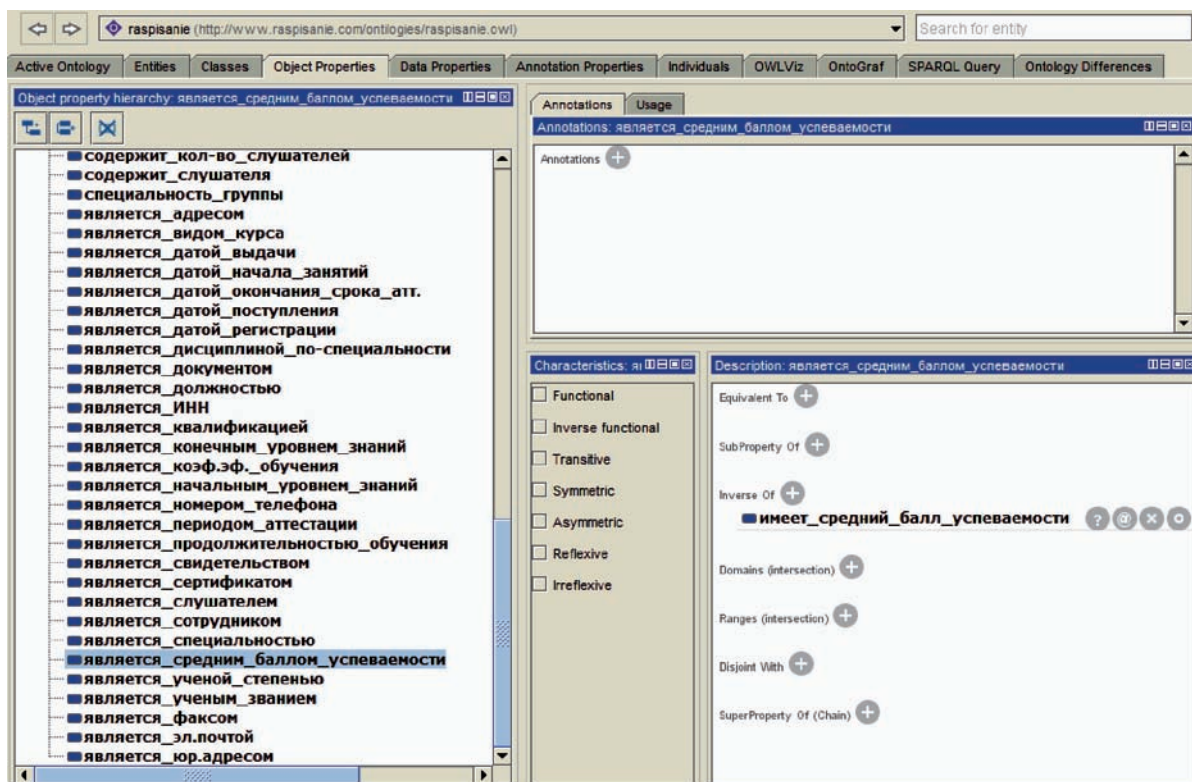 raspisanie (http://www.raspisanie.com/ontilogies/raspisanie.owl)
Search for entity
Active Ontology Entities Classes Object Properties Data Properties Annotation Properties Individuals OWLViz OntoGraf SPARQL Query Ontology Differences
Object property hierarchy: является_средним_баллом_успеваемости
содержит_кол-во_слушателей
содержит_слушателя
специальность_группы
является_адресом
является_видом_курса
является_датой_выдачи
является_датой_начала_занятий
является_датой_окончания_срока_атт.
является_датой_поступления
является_датой_регистрации
является_дисциплиной_по-специальности
является_документом
является_должностью
является_ИНН
является_квалификацией
является_конечным_уровнем_знаний
является_коэф.эф._обучения
является_начальным_уровнем_знаний
является_номером_телефона
является_периодом_аттестации
является_продолжительностью_обучения
является_свидетельством
является_сертификатом
является_слушателем
является_сотрудником
является_специальностью
является_средним_баллом_успеваемости
является_ученой_степенью
является_ученым_званием
является_факсом
является_эл.почтой
является_юр.адресом
Annotations Usage
Annotations: является_средним_баллом_успеваемости
Annotations
Characteristics: яі
Functional
Inverse functional
Transitive
Symmetric
Asymmetric
Reflexive
Irreflexive
Description: является_средним_баллом_успеваемости
Equivalent To
SubProperty Of
Inverse Of
имеет_средний_балл_успеваемости
Domains (intersection)
Ranges (intersection)
Disjoint With
SuperProperty Of (Chain)